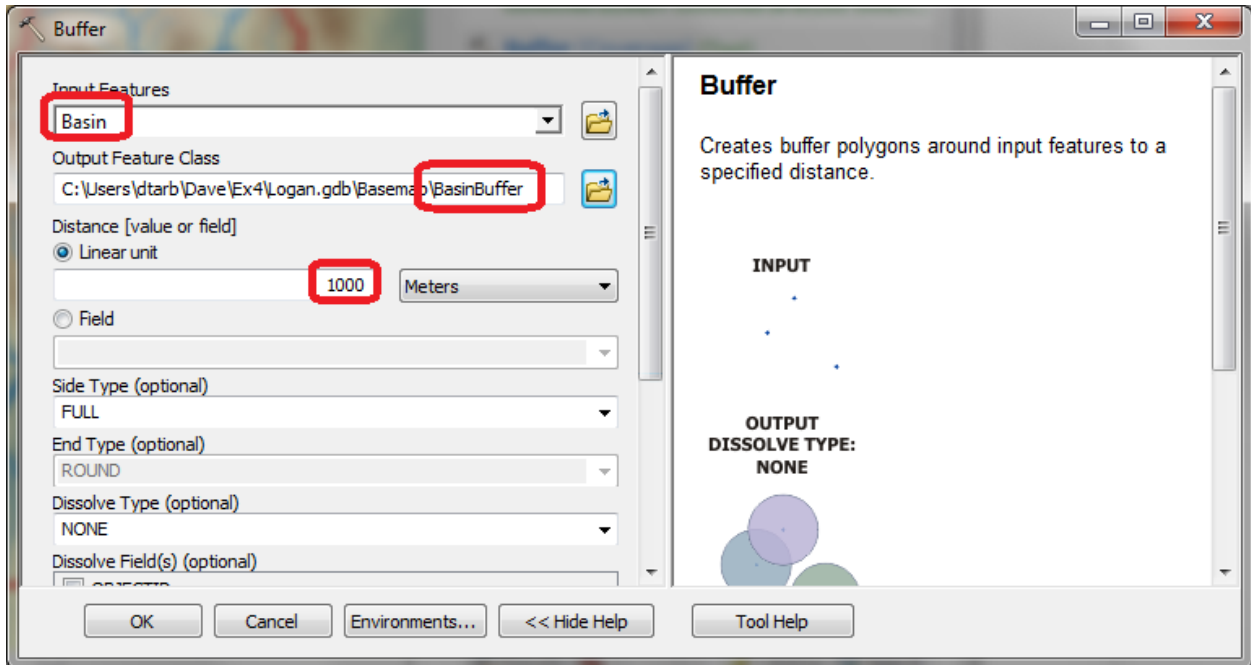 Buffer
Input Features
Basin
Output Feature Class
C:\Users\dtarb\Dave\Ex4\Logan.gdb\Basemap\BasinBuffer
Distance [value or field]
Linear unit
1000 Meters
Field
Side Type (optional)
FULL
End Type (optional)
ROUND
Dissolve Type (optional)
NONE
Dissolve Field(s) (optional)
OBJECTID
OK Cancel Environments... << Hide Help Tool Help
Buffer
Creates buffer polygons around input features to a
specified distance.
INPUT
OUTPUT
DISSOLVE TYPE:
NONE